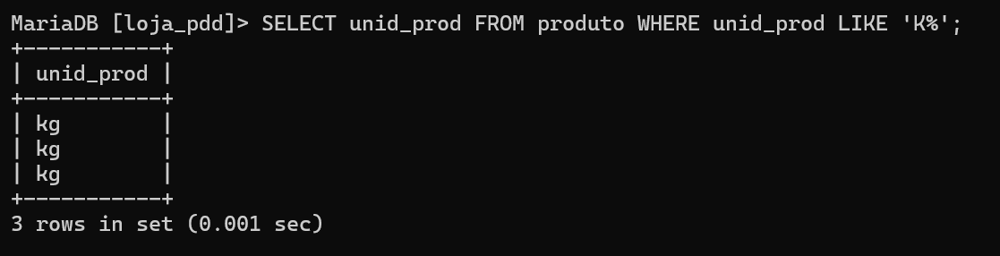 MariaDB [loja_pdd]> SELECT unid_prod FROM produto WHERE unid_prod LIKE 'K%';
+-----------+
| unid_prod |
+-----------+
| kg        |
| kg        |
| kg        |
+-----------+
3 rows in set (0.001 sec)